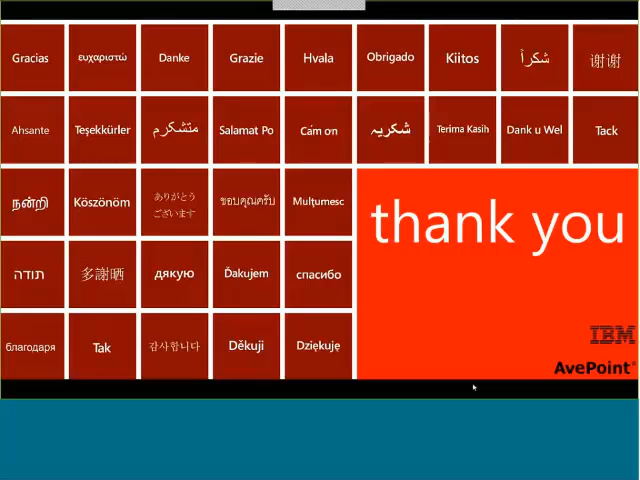 Gracias
ευχαριστώ
Danke
Grazie
Hvala
Obrigado
Kiitos
شكراً
谢谢
Ahsante
Teşekkürler
متشکرم
Salamat Po
Cám ơn
شکریہ
Terima Kasih
Dank u Wel
Tack
நன்றி
Köszönöm
ありがとう
ございます
ขอบคุณครับ
Mulţumesc
thank you
תודה
多謝晒
дякую
Ďakujem
спасибо
благодаря
Tak
감사합니다
Děkuji
Dziękuję
IBM
AvePoint®